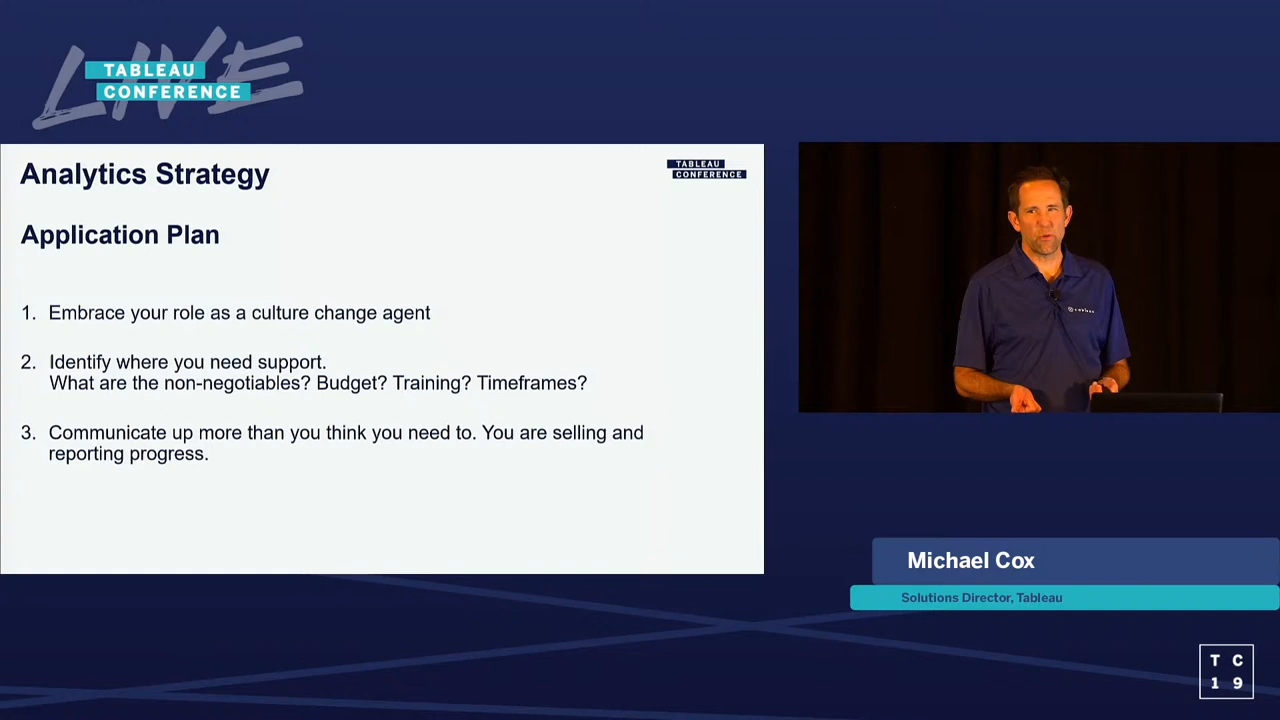 LIVE
TABLEAU
CONFERENCE
Analytics Strategy
TABLEAU
CONFERENCE
Application Plan
1. Embrace your role as a culture change agent
2. Identify where you need support.
What are the non-negotiables? Budget? Training? Timeframes?
3. Communicate up more than you think you need to. You are selling and
reporting progress.
tableau
Michael Cox
Solutions Director, Tableau
T C
1 9